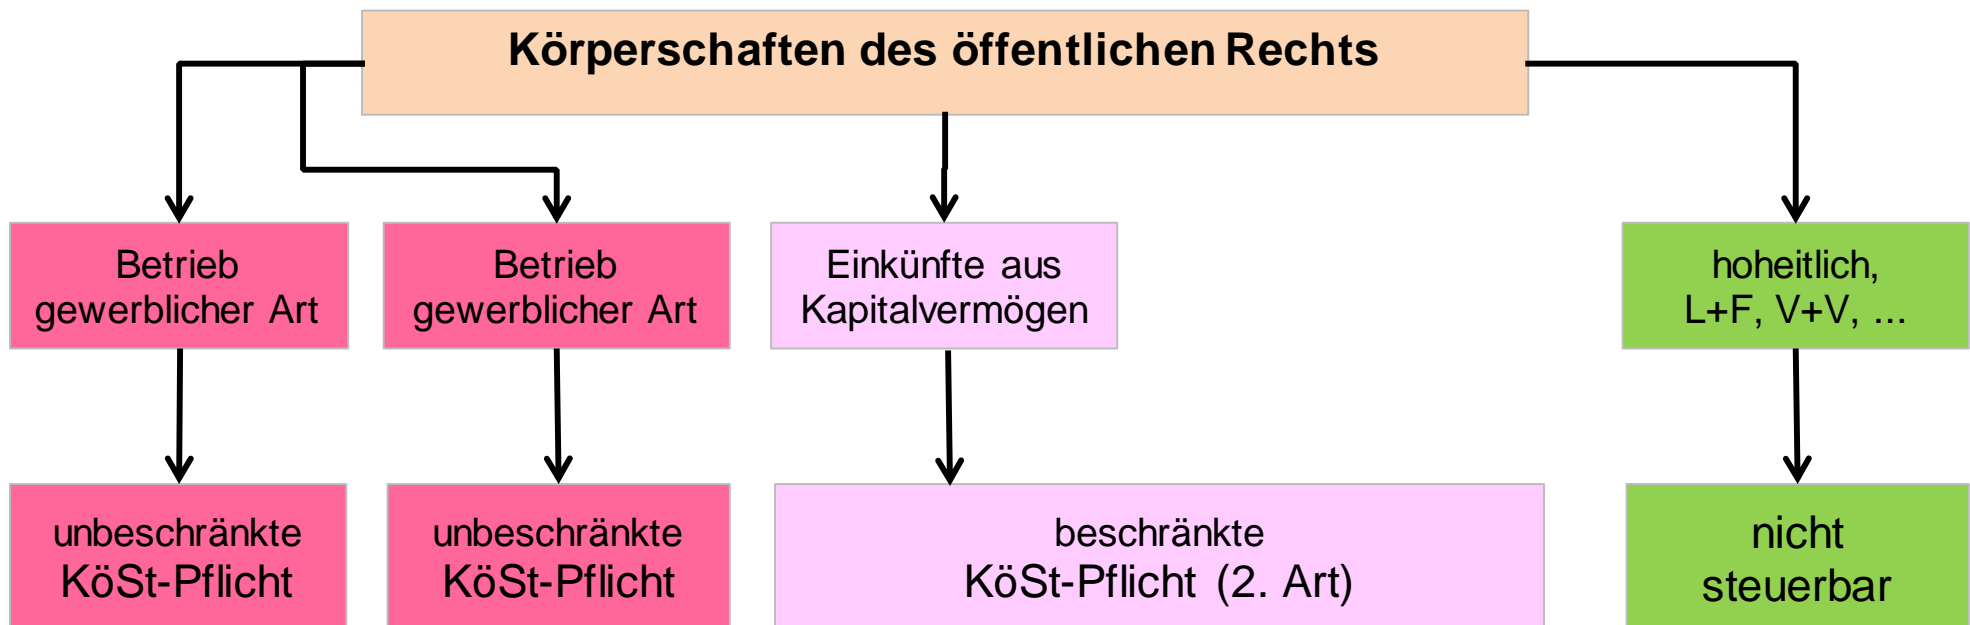 Körperschaften des öffentlichen Rechts
Betrieb
gewerblicher Art
Betrieb
gewerblicher Art
Einkünfte aus
Kapitalvermögen
hoheitlich,
L+F, V+V, ...
unbeschränkte
KöSt-Pflicht
unbeschränkte
KöSt-Pflicht
beschränkte
KöSt-Pflicht (2. Art)
nicht
steuerbar